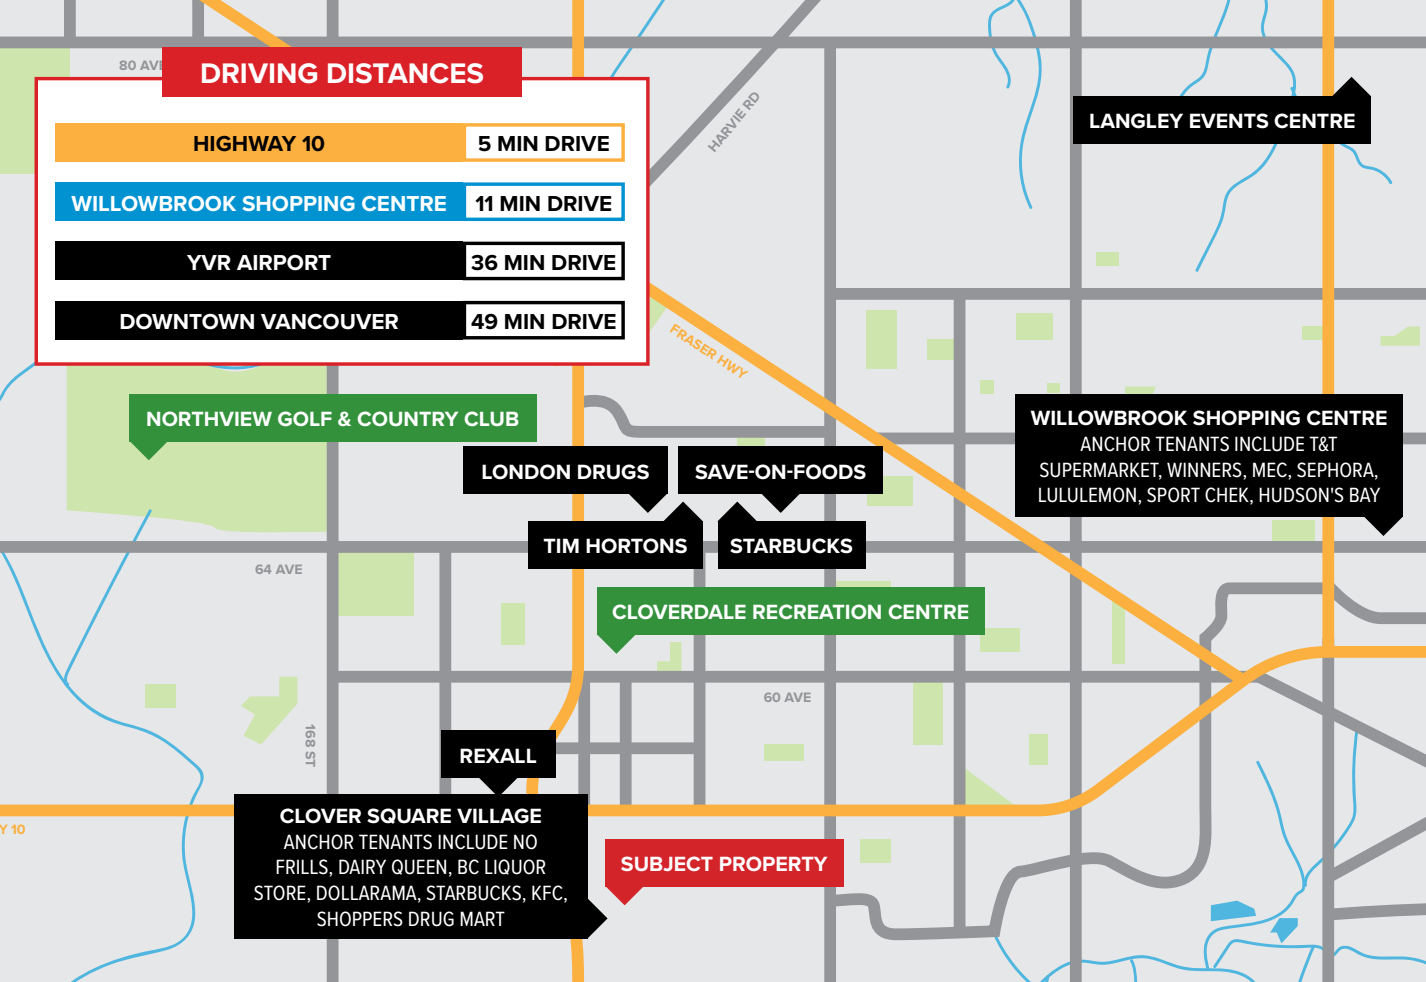 80 AVE
DRIVING DISTANCES
HIGHWAY 10
5 MIN DRIVE
WILLOWBROOK SHOPPING CENTRE
11 MIN DRIVE
YVR AIRPORT
36 MIN DRIVE
DOWNTOWN VANCOUVER
49 MIN DRIVE
HARVIE RD
LANGLEY EVENTS CENTRE
FRASER HWY
NORTHVIEW GOLF & COUNTRY CLUB
WILLOWBROOK SHOPPING CENTRE
ANCHOR TENANTS INCLUDE T&T
SUPERMARKET, WINNERS, MEC, SEPHORA,
LULULEMON, SPORT CHEK, HUDSON'S BAY
LONDON DRUGS
SAVE-ON-FOODS
TIM HORTONS
STARBUCKS
64 AVE
CLOVERDALE RECREATION CENTRE
60 AVE
168 ST
REXALL
CLOVER SQUARE VILLAGE
ANCHOR TENANTS INCLUDE NO
FRILLS, DAIRY QUEEN, BC LIQUOR
STORE, DOLLARAMA, STARBUCKS, KFC,
SHOPPERS DRUG MART
Y 10
SUBJECT PROPERTY